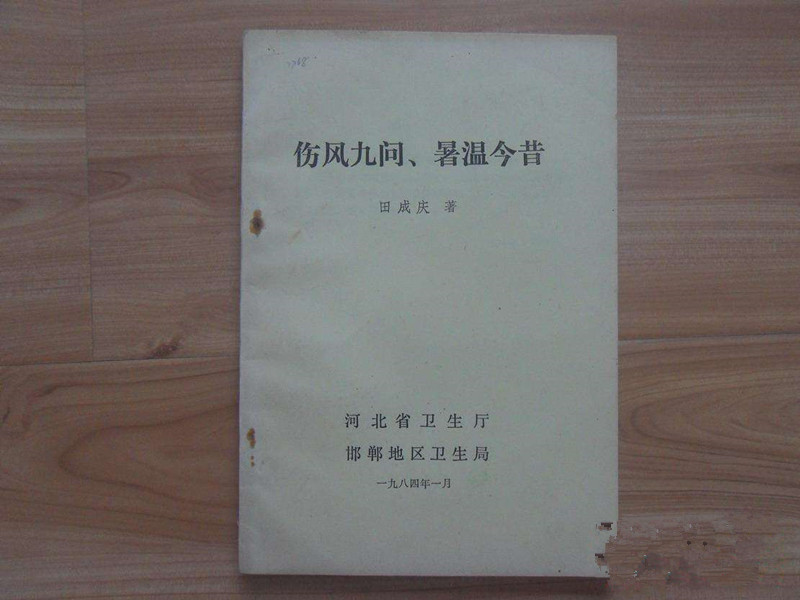 伤风九问、暑温今昔
田成庆 著
河北省卫生厅
邯郸地区卫生局
一九八四年一月